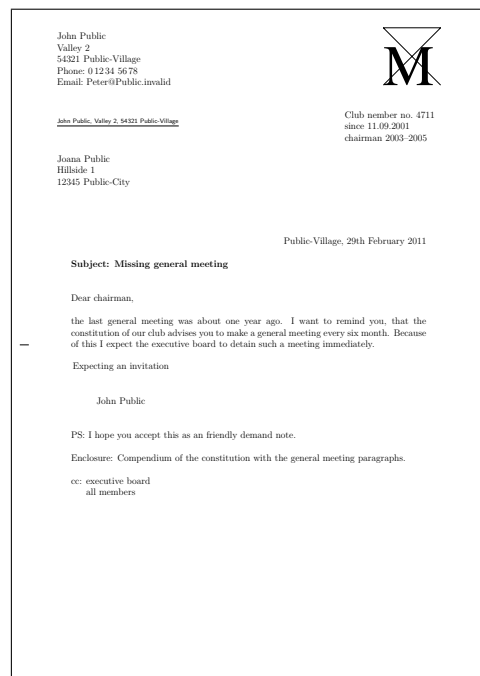 John Public
Valley 2
54321 Public-Village
Phone: 0 12 34 56 78
Email: Peter@Public.invalid
M
John Public, Valley 2, 54321 Public-Village
Club nember no. 4711
since 11.09.2001
chairman 2003–2005
Joana Public
Hillside 1
12345 Public-City
Public-Village, 29th February 2011
Subject: Missing general meeting
Dear chairman,
the last general meeting was about one year ago. I want to remind you, that the
constitution of our club advises you to make a general meeting every six month. Because
of this I expect the executive board to detain such a meeting immediately.
Expecting an invitation
John Public
PS: I hope you accept this as an friendly demand note.
Enclosure: Compendium of the constitution with the general meeting paragraphs.
cc: executive board
all members